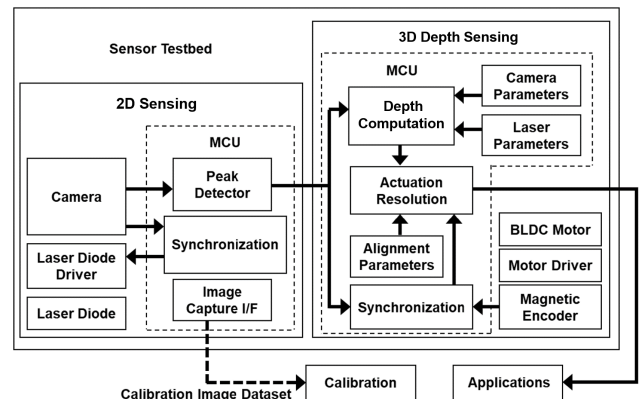 Sensor Testbed
3D Depth Sensing
MCU
Camera
Parameters
Depth
Computation
Laser
Parameters
2D Sensing
MCU
Camera
Peak
Detector
Actuation
Resolution
Synchronization
Laser Diode
Driver
Alignment
Parameters
BLDC Motor
Motor Driver
Image
Capture I/F
Laser Diode
Synchronization
Magnetic
Encoder
Calibration Image Dataset
Calibration
Applications